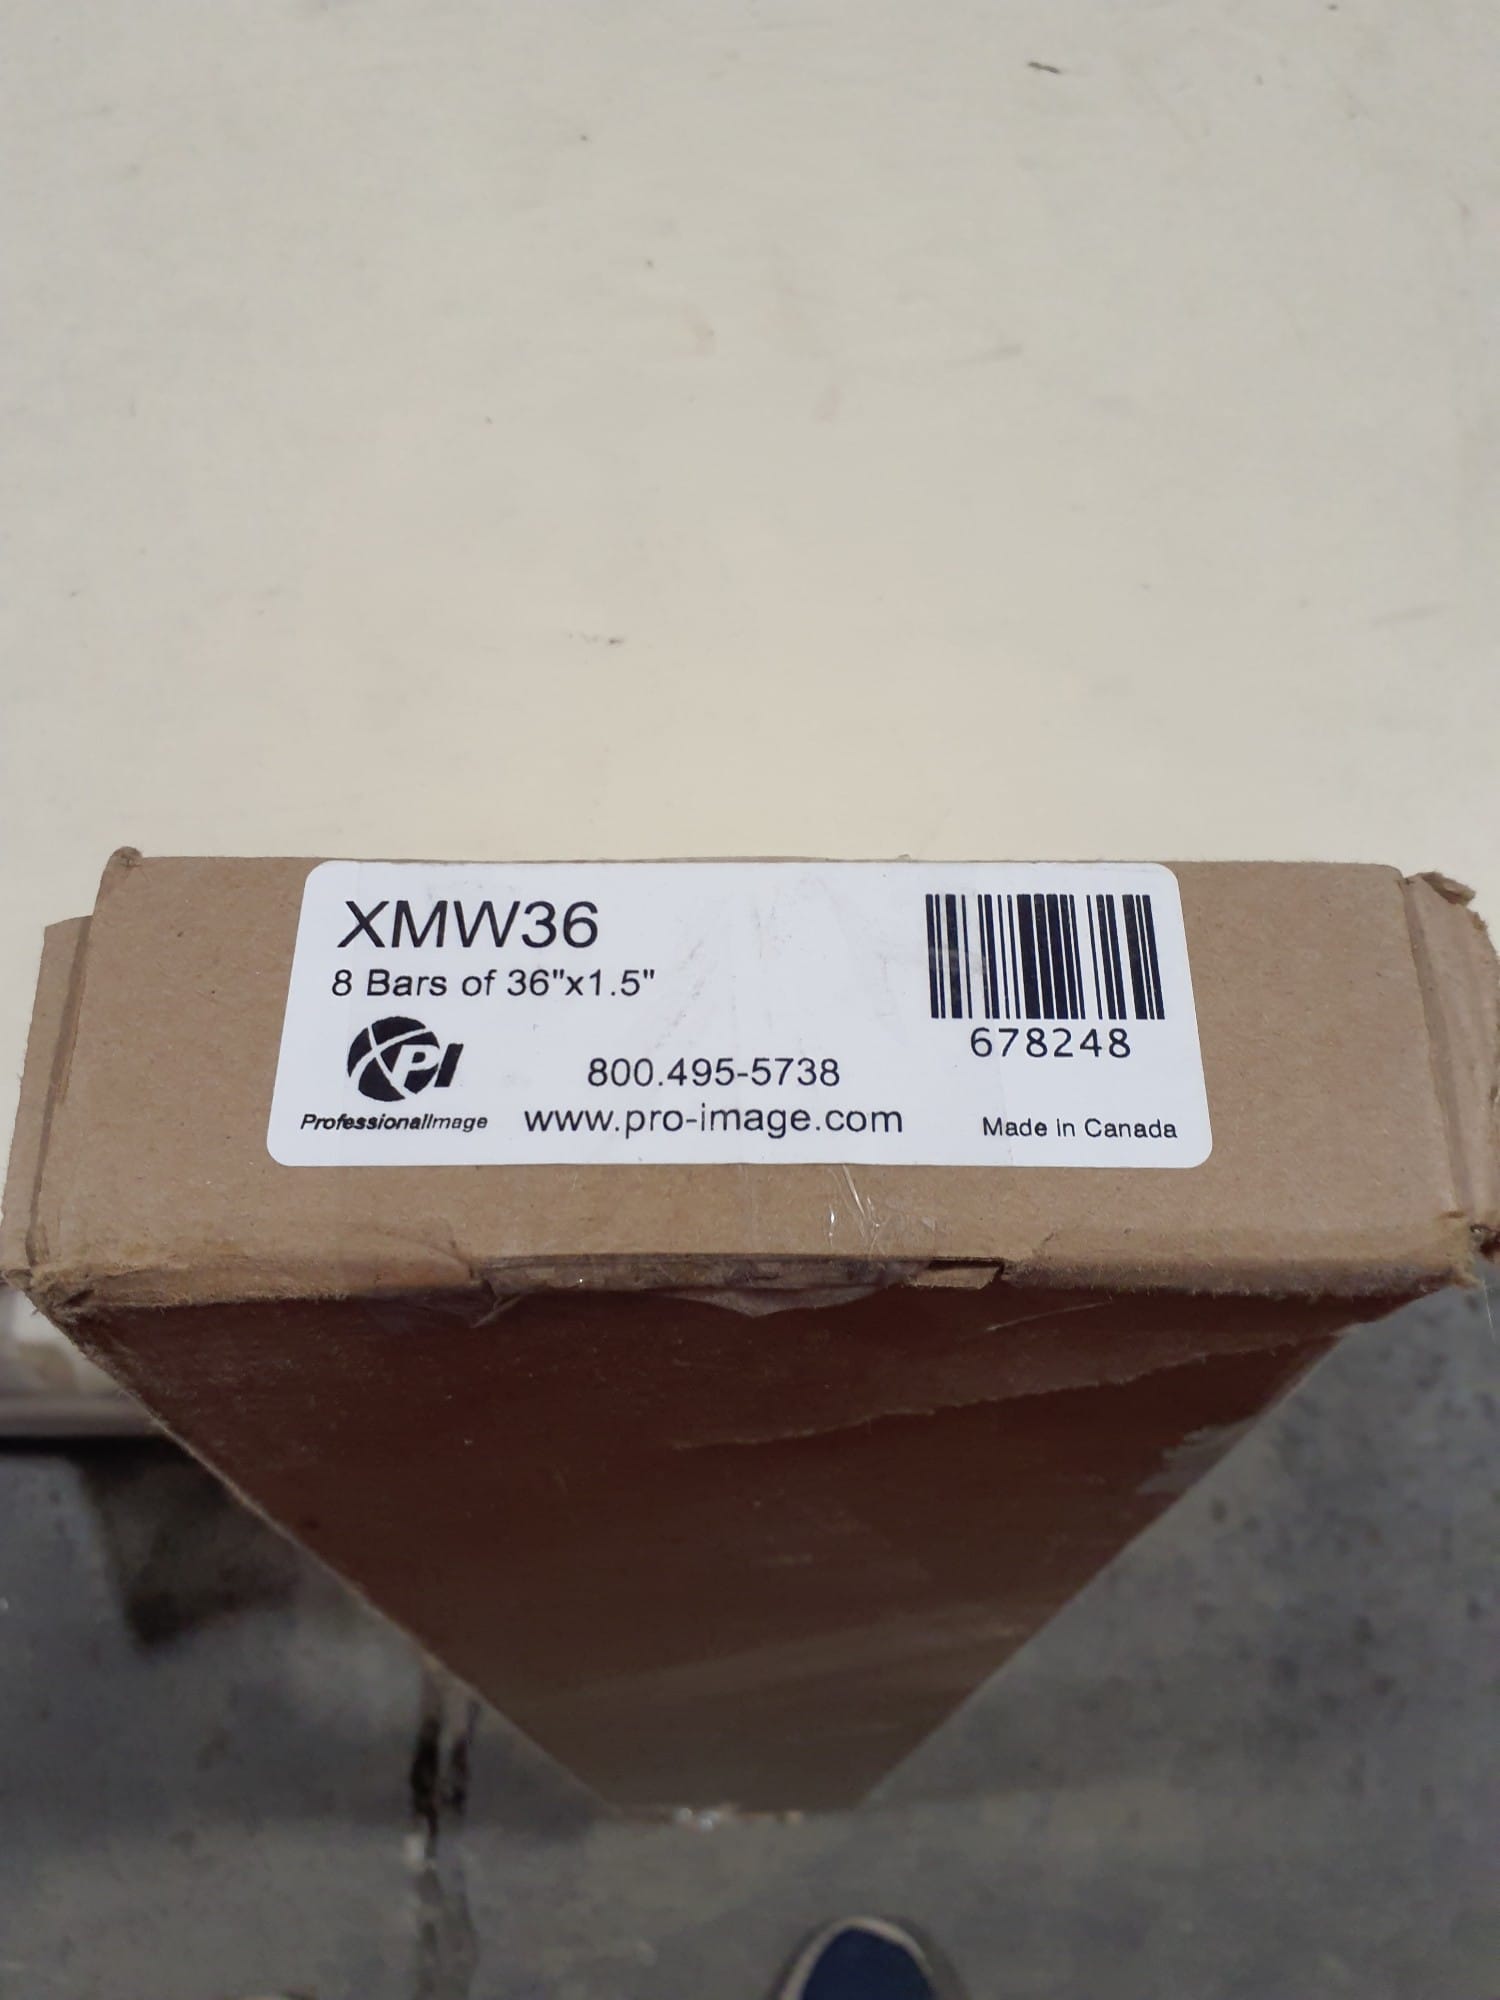 XMW36
8 Bars of 36"x1.5"
678248
XPI
ProfessionalImage
800.495-5738
www.pro-image.com
Made in Canada